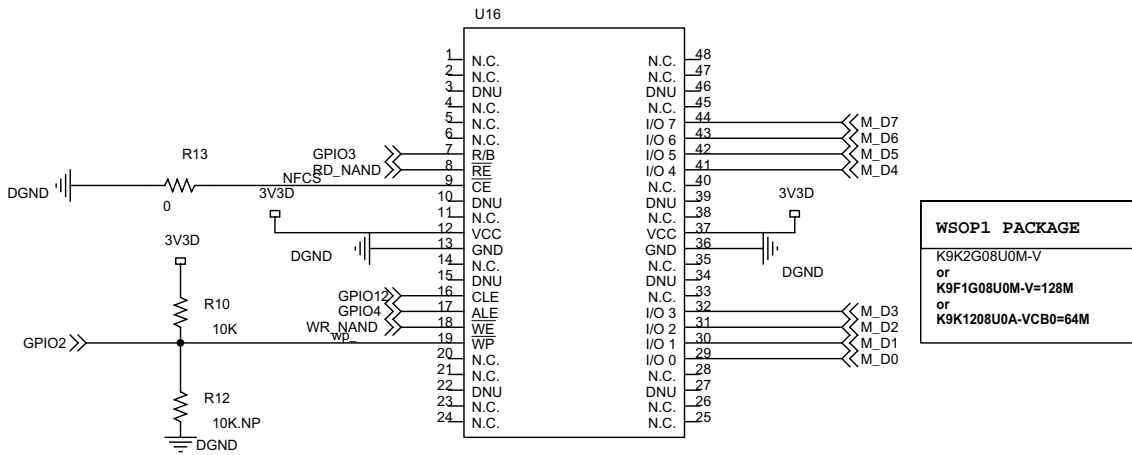 U16
1 N.C. N.C. 48
2 N.C. N.C. 47
3 DNU DNU 46
4 N.C. N.C. 45
5 N.C. I/O 7 44 M_D7
6 N.C. I/O 6 43 M_D6
GPIO3 7 R/B I/O 5 42 M_D5
RD_NAND 8 RE I/O 4 41 M_D4
R13
DGND 0 NFCS 9 CE N.C. 40
10 DNU DNU 39
11 N.C. N.C. 38
3V3D 12 VCC VCC 37 3V3D
DGND 13 GND GND 36 DGND
14 N.C. N.C. 35
15 DNU DNU 34
GPIO12 16 CLE N.C. 33
GPIO4 17 ALE I/O 3 32 M_D3
WR_NAND 18 WE I/O 2 31 M_D2
wp_ 19 WP I/O 1 30 M_D1
20 N.C. I/O 0 29 M_D0
21 N.C. N.C. 28
22 DNU DNU 27
23 N.C. N.C. 26
24 N.C. N.C. 25
3V3D
R10
10K
GPIO2
R12
10K.NP
DGND
WSOP1 PACKAGE
K9K2G08U0M-V
or
K9F1G08U0M-V=128M
or
K9K1208U0A-VCB0=64M